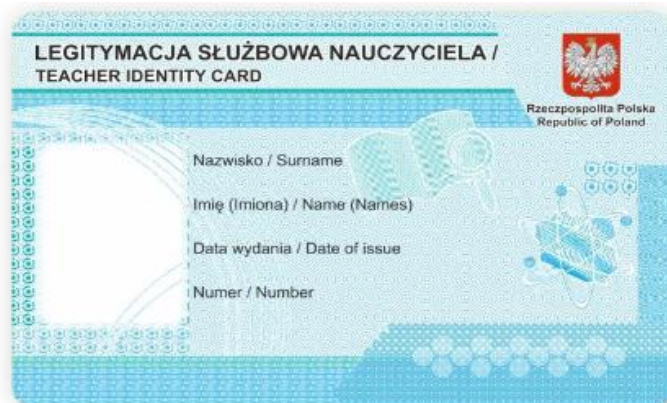 LEGITYMACJA SŁUŻBOWA NAUCZYCIELA /
TEACHER IDENTITY CARD
Rzeczpospolita Polska
Republic of Poland
Nazwisko / Surname
Imię (Imiona) / Name (Names)
Data wydania / Date of issue
Numer / Number